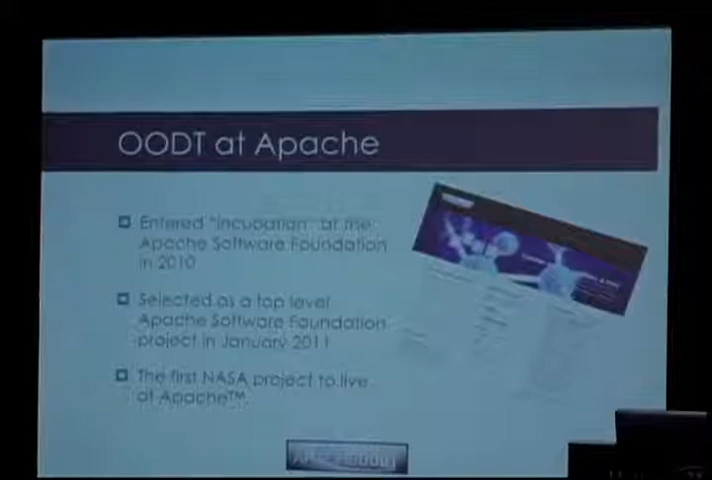 OODT at Apache
Entered "incubation" at the
Apache Software Foundation
in 2010
Selected as a top level
Apache Software Foundation
project in January 2011
The first NASA project to live
at Apache™